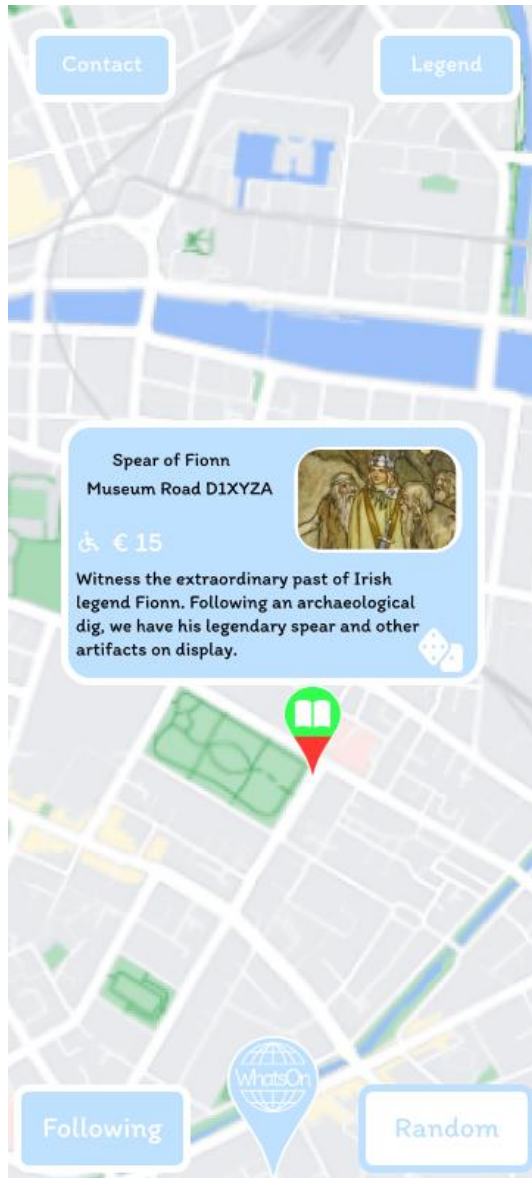 Contact
Legend
Spear of Fionn
Museum Road D1XYZA
€ 15
Witness the extraordinary past of Irish
legend Fionn. Following an archaeological
dig, we have his legendary spear and other
artifacts on display.
WhatsOn
Following
Random